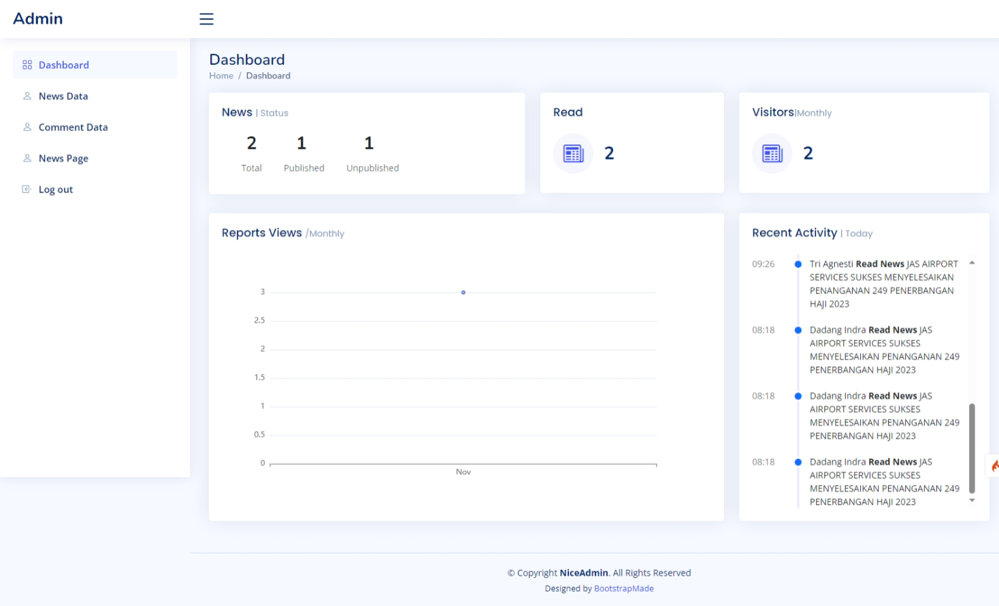 Admin
Dashboard
News Data
Comment Data
News Page
Log out
Dashboard
Home / Dashboard
News | Status
2 1 1
Total Published Unpublished
Read
2
Visitors|Monthly
2
Reports Views /Monthly
3
2.5
2
1.5
1
0.5
0
Nov
Recent Activity | Today
09:26 Tri Agnesti Read News JAS AIRPORT
SERVICES SUKSES MENYELESAIKAN
PENANGANAN 249 PENERBANGAN
HAJI 2023
08:18 Dadang Indra Read News JAS
AIRPORT SERVICES SUKSES
MENYELESAIKAN PENANGANAN 249
PENERBANGAN HAJI 2023
08:18 Dadang Indra Read News JAS
AIRPORT SERVICES SUKSES
MENYELESAIKAN PENANGANAN 249
PENERBANGAN HAJI 2023
08:18 Dadang Indra Read News JAS
AIRPORT SERVICES SUKSES
MENYELESAIKAN PENANGANAN 249
PENERBANGAN HAJI 2023
© Copyright NiceAdmin. All Rights Reserved
Designed by BootstrapMade